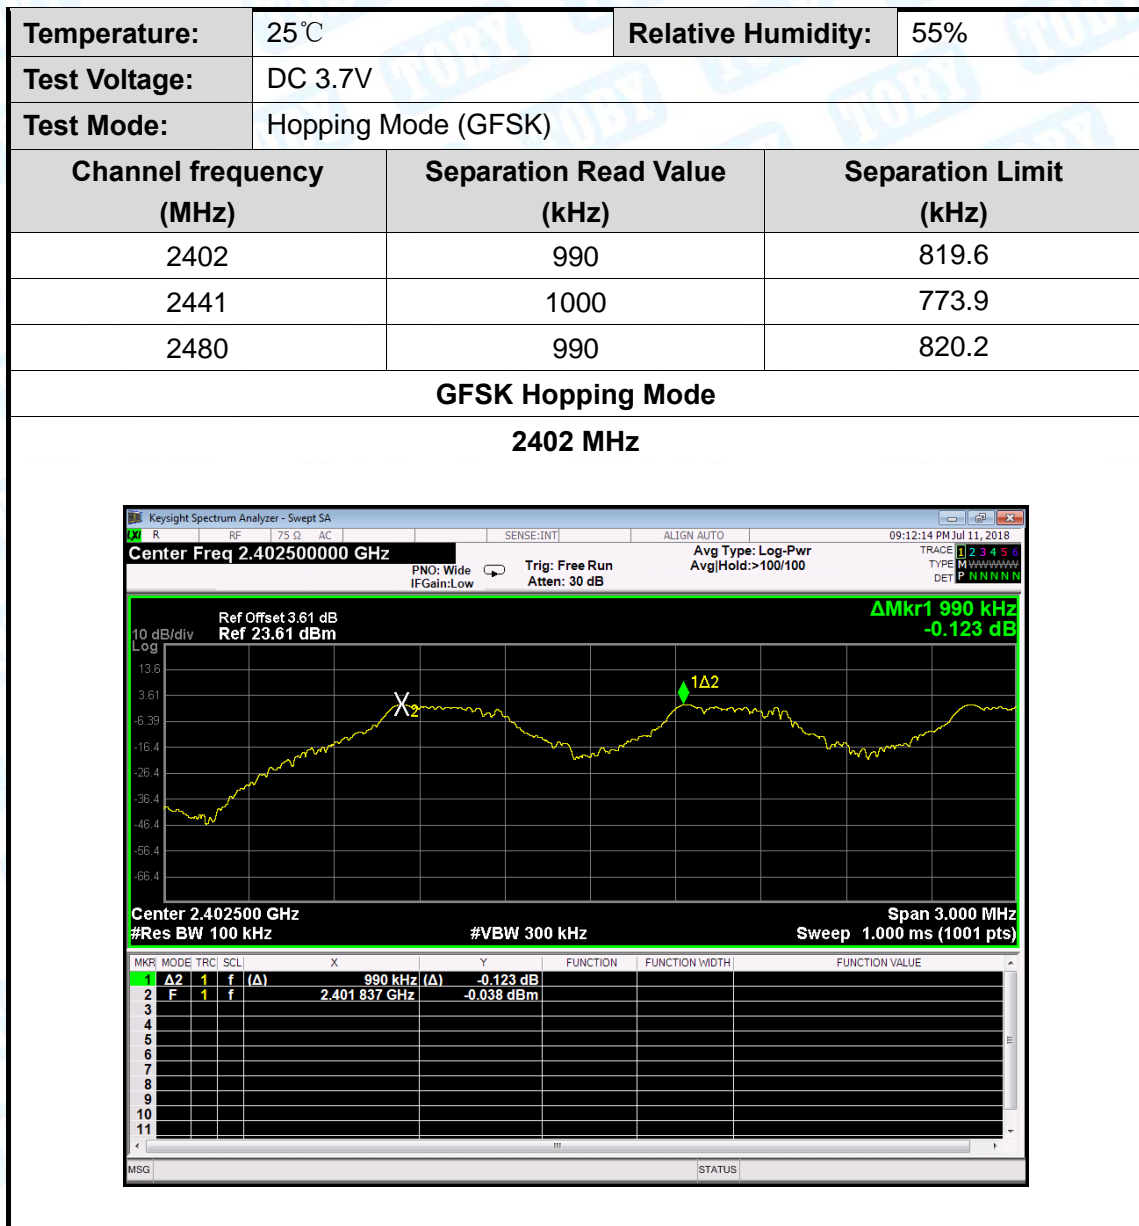 Temperature: 25℃ Relative Humidity: 55%
Test Voltage: DC 3.7V
Test Mode: Hopping Mode (GFSK)
Channel frequency Separation Read Value Separation Limit
(MHz) (kHz) (kHz)
2402 990 819.6
2441 1000 773.9
2480 990 820.2
GFSK Hopping Mode
2402 MHz
Keysight Spectrum Analyzer - Swept SA
LXI R RF 75 Ω AC SENSE:INT ALIGN AUTO 09:12:14 PM Jul 11, 2018
Center Freq 2.402500000 GHz Avg Type: Log-Pwr TRACE 1 2 3 4 5 6
PNO: Wide Trig: Free Run Avg|Hold:>100/100 TYPE M W W W W W
IFGain:Low Atten: 30 dB DET P N N N N N
ΔMkr1 990 kHz
-0.123 dB
Ref Offset 3.61 dB
10 dB/div Ref 23.61 dBm
Log
13.6
1Δ2
3.61
X2
-6.39
-16.4
-26.4
-36.4
-46.4
-56.4
-66.4
Center 2.402500 GHz Span 3.000 MHz
#Res BW 100 kHz #VBW 300 kHz Sweep 1.000 ms (1001 pts)
MKR MODE TRC SCL X Y FUNCTION FUNCTION WIDTH FUNCTION VALUE
1 Δ2 1 f (Δ) 990 kHz (Δ) -0.123 dB
2 F 1 f 2.401 837 GHz -0.038 dBm
3
4
5
6
7
8
9
10
11
MSG STATUS
TOBY